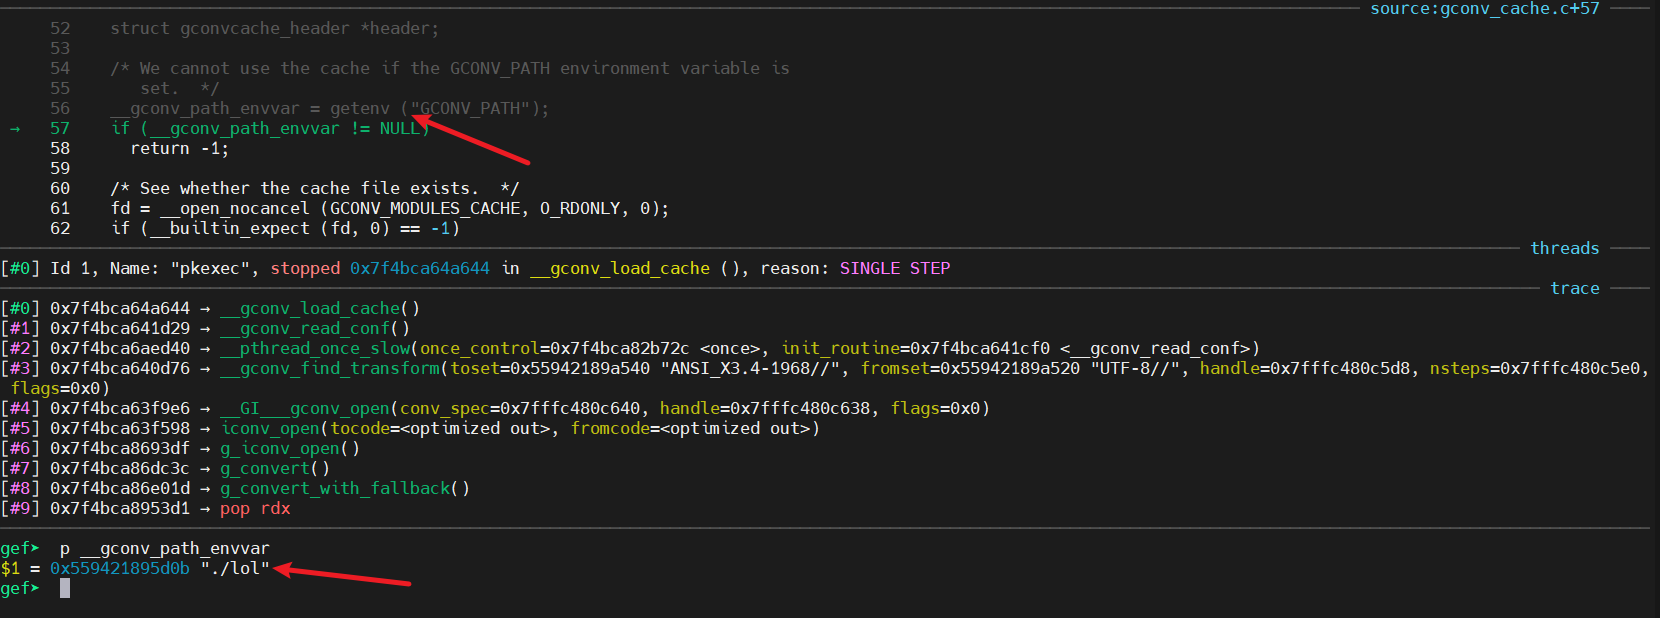 source:gconv_cache.c+57
52 struct gconvcache_header *header;
53
54 /* We cannot use the cache if the GCONV_PATH environment variable is
55 set. */
56 __gconv_path_envvar = getenv ("GCONV_PATH");
→ 57 if (__gconv_path_envvar != NULL)
58 return -1;
59
60 /* See whether the cache file exists. */
61 fd = __open_nocancel (GCONV_MODULES_CACHE, O_RDONLY, 0);
62 if (__builtin_expect (fd, 0) == -1)
threads
[#0] Id 1, Name: "pkexec", stopped 0x7f4bca64a644 in __gconv_load_cache (), reason: SINGLE STEP
trace
[#0] 0x7f4bca64a644 → __gconv_load_cache()
[#1] 0x7f4bca641d29 → __gconv_read_conf()
[#2] 0x7f4bca6aed40 → __pthread_once_slow(once_control=0x7f4bca82b72c <once>, init_routine=0x7f4bca641cf0 <__gconv_read_conf>)
[#3] 0x7f4bca640d76 → __gconv_find_transform(toset=0x55942189a540 "ANSI_X3.4-1968//", fromset=0x55942189a520 "UTF-8//", handle=0x7fffc480c5d8, nsteps=0x7fffc480c5e0,
flags=0x0)
[#4] 0x7f4bca63f9e6 → __GI___gconv_open(conv_spec=0x7fffc480c640, handle=0x7fffc480c638, flags=0x0)
[#5] 0x7f4bca63f598 → iconv_open(tocode=<optimized out>, fromcode=<optimized out>)
[#6] 0x7f4bca8693df → g_iconv_open()
[#7] 0x7f4bca86dc3c → g_convert()
[#8] 0x7f4bca86e01d → g_convert_with_fallback()
[#9] 0x7f4bca8953d1 → pop rdx
gef➤ p __gconv_path_envvar
$1 = 0x559421895d0b "./lol"
gef➤